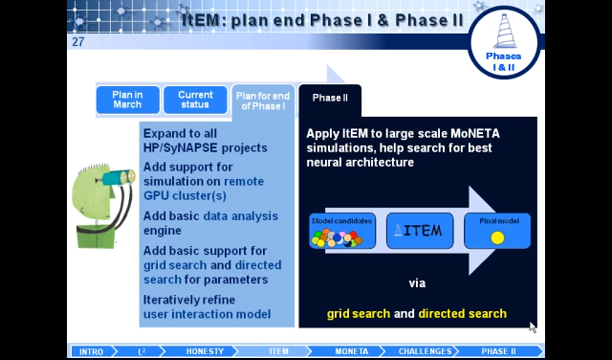 ItEM: plan end Phase I & Phase II
27
Phases
I & II
Plan in
March
Current
status
Plan for end
of Phase I
Phase II
Expand to all
HP/SyNAPSE projects
Add support for
simulation on remote
GPU cluster(s)
Add basic data analysis
engine
Add basic support for
grid search and directed
search for parameters
Iteratively refine
user interaction model
Apply ItEM to large scale MoNETA
simulations, help search for best
neural architecture
Model candidates
ITEM
Final model
via
grid search and directed search
INTRO
L²
HONESTY
ITEM
MONETA
CHALLENGES
PHASE II